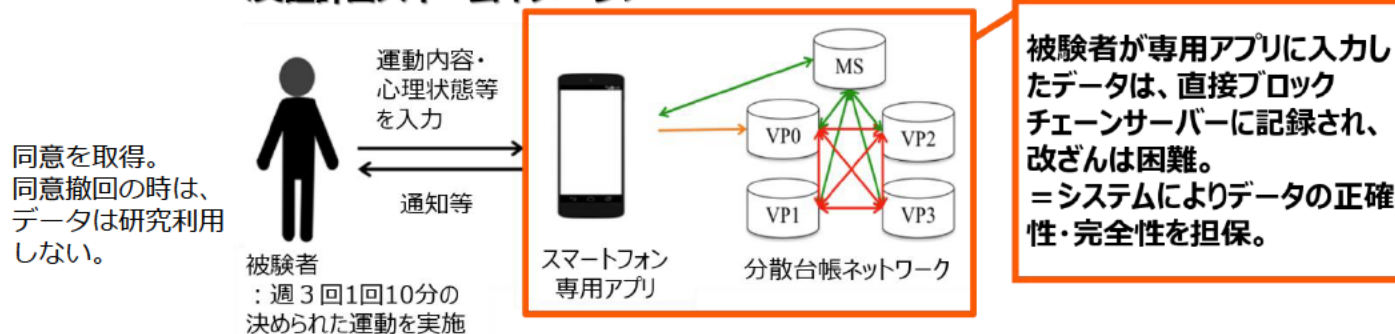 運動内容・
心理状態等
を入力
通知等
同意を取得。
同意撤回の時は、
データは研究利用
しない。
被験者
：週３回1回10分の
決められた運動を実施
スマートフォン
専用アプリ
MS
VP0
VP2
VP1
VP3
分散台帳ネットワーク
被験者が専用アプリに入力し
たデータは、直接ブロック
チェーンサーバーに記録され、
改ざんは困難。
＝システムによりデータの正確
性・完全性を担保。